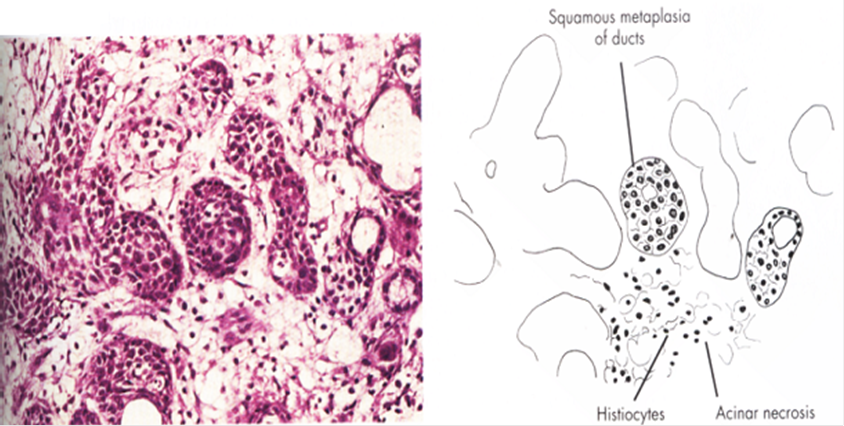 Squamous metaplasia
of ducts
Histiocytes
Acinar necrosis